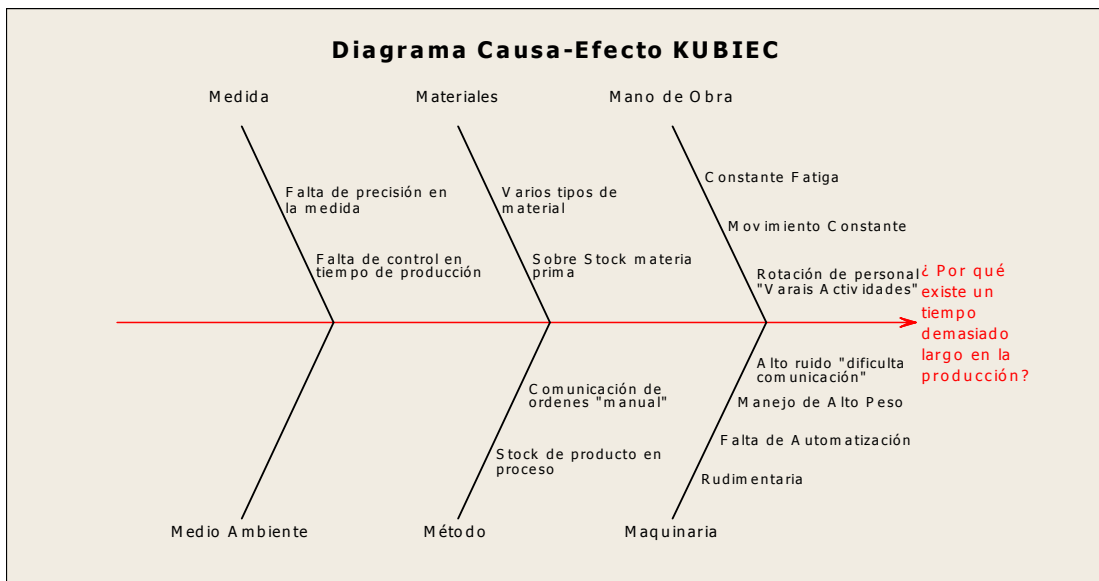 Diagrama Causa-Efecto KUBIEC
Medida
Materiales
Mano de Obra
Falta de precisión en
la medida
Falta de control en
tiempo de producción
Varios tipos de
material
Sobre Stock materia
prima
Constante Fatiga
Movimiento Constante
Rotación de personal
"Varais Actividades"
¿ Por qué
existe un
tiempo
demasiado
largo en la
producción?
Comunicación de
ordenes "manual"
Stock de producto en
proceso
Alto ruido "dificulta
comunicación"
Manejo de Alto Peso
Falta de Automatización
Rudimentaria
Medio Ambiente
Método
Maquinaria